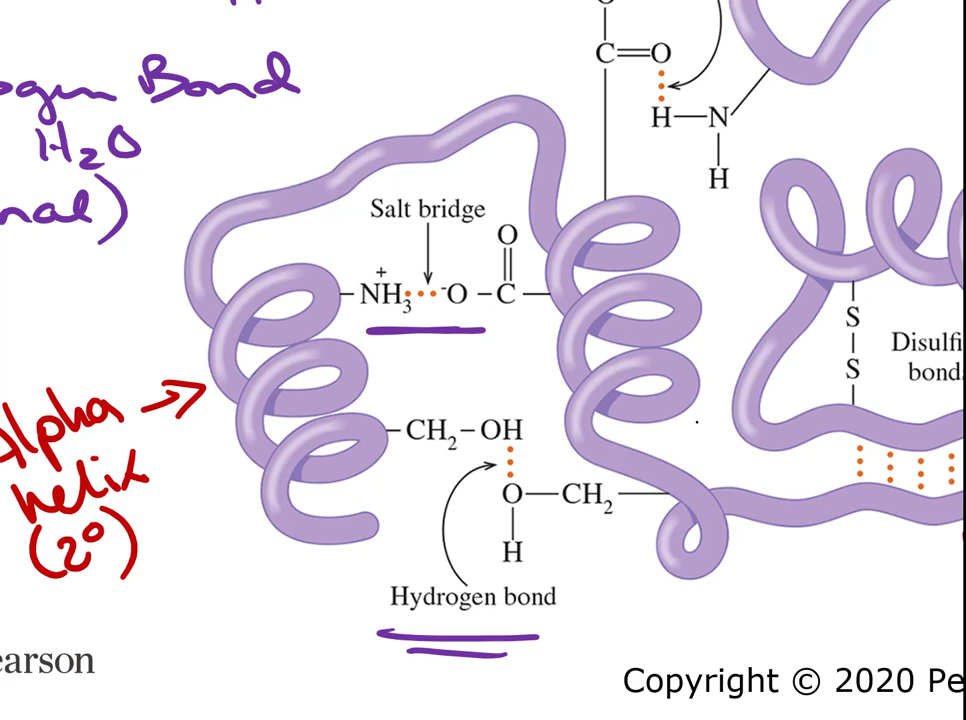 O
C=O
ogen Bond
H—N
H₂O
H
nal)
Salt bridge
O
+
NH₃ ⁻O–C
S
S
Disulfi
bond
Alpha →
helix
(2°)
CH₂–OH
O—CH₂
H
Hydrogen bond
earson
Copyright © 2020 Pe